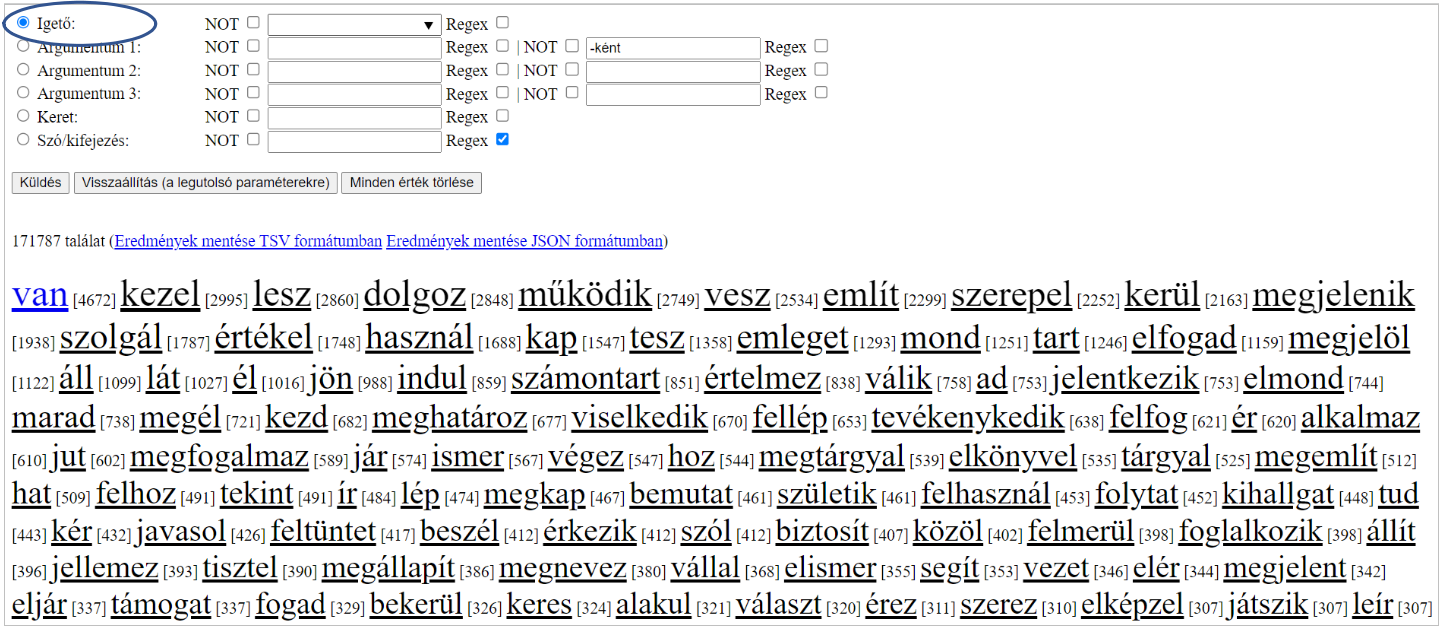 Igető: NOT Regex
Argumentum 1: NOT Regex | NOT -ként Regex
Argumentum 2: NOT Regex | NOT Regex
Argumentum 3: NOT Regex | NOT Regex
Keret: NOT Regex
Szó/kifejezés: NOT Regex
Küldés Visszaállítás (a legutolsó paraméterekre) Minden érték törlése
171787 találat (Eredmények mentése TSV formátumban Eredmények mentése JSON formátumban)
van [4672] kezel [2995] lesz [2860] dolgoz [2848] működik [2749] vesz [2534] említ [2299] szerepel [2252] kerül [2163] megjelenik
[1938] szolgál [1787] értékel [1748] használ [1688] kap [1547] tesz [1358] emleget [1293] mond [1251] tart [1246] elfogad [1159] megjelöl
[1122] áll [1099] lát [1027] él [1016] jön [988] indul [859] számontart [851] értelmez [838] válik [758] ad [753] jelentkezik [753] elmond [744]
marad [738] megél [721] kezd [682] meghatároz [677] viselkedik [670] fellép [653] tevékenykedik [638] felfog [621] ér [620] alkalmaz
[610] jut [602] megfogalmaz [589] jár [574] ismer [567] végez [547] hoz [544] megtárgyal [539] elkönyvel [535] tárgyal [525] megemlít [512]
hat [509] felhoz [491] tekint [491] ír [484] lép [474] megkap [467] bemutat [461] születik [461] felhasznál [453] folytat [452] kihallgat [448] tud
[443] kér [432] javasol [426] feltüntet [417] beszél [412] érkezik [412] szól [412] biztosít [407] közöl [402] felmerül [398] foglalkozik [398] állít
[396] jellemez [393] tisztel [390] megállapít [386] megnevez [380] vállal [368] elismer [355] segít [353] vezet [346] elér [344] megjelent [342]
eljár [337] támogat [337] fogad [329] bekerül [326] keres [324] alakul [321] választ [320] érez [311] szerez [310] elképzel [307] játszik [307] leír [307]